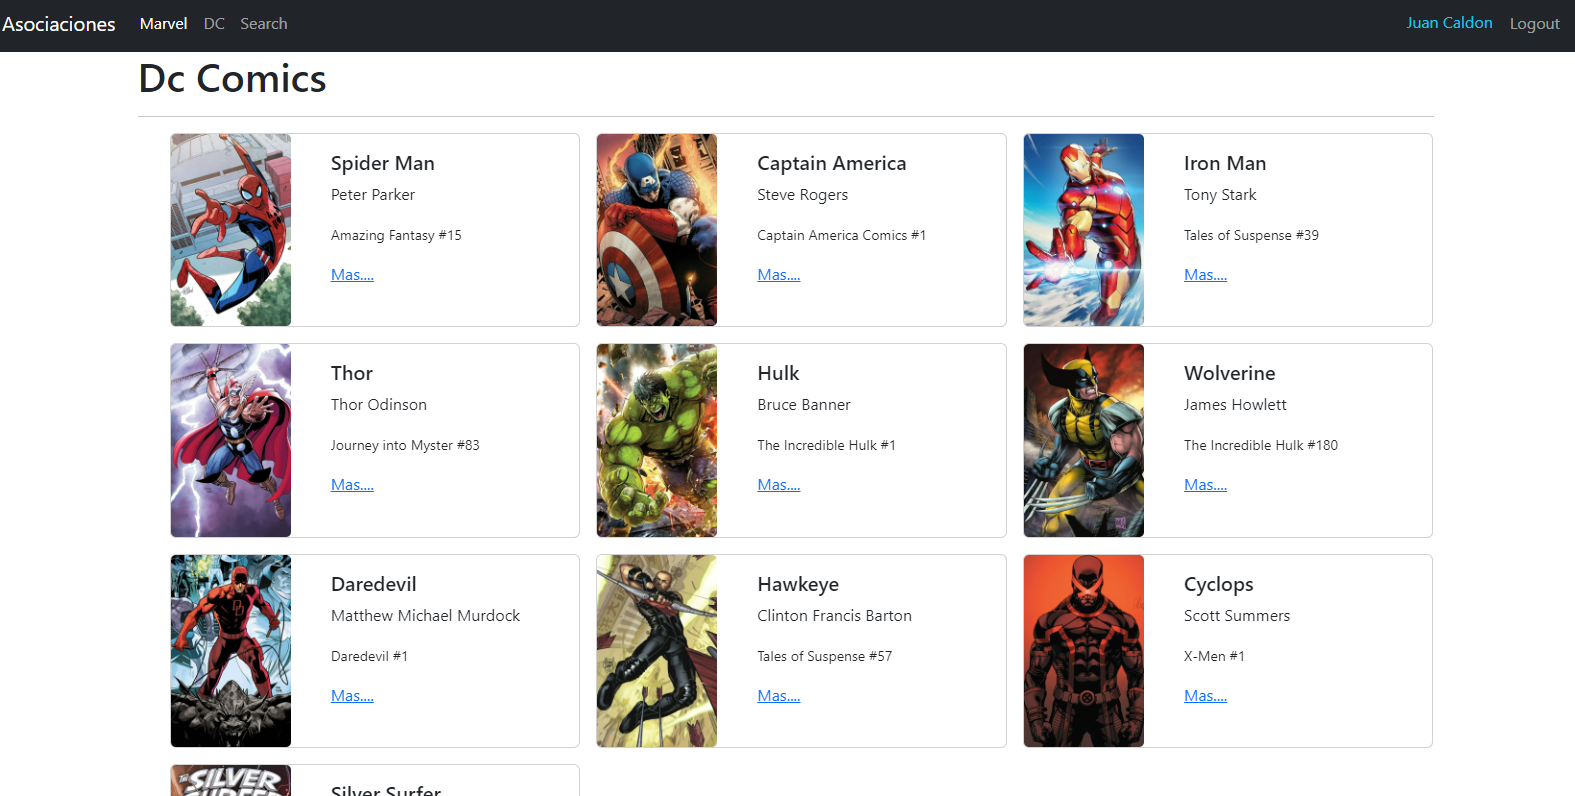 Asociaciones Marvel DC Search Juan Caldon Logout
Dc Comics
Spider Man
Peter Parker
Amazing Fantasy #15
Mas....
Captain America
Steve Rogers
Captain America Comics #1
Mas....
Iron Man
Tony Stark
Tales of Suspense #39
Mas....
Thor
Thor Odinson
Journey into Myster #83
Mas....
Hulk
Bruce Banner
The Incredible Hulk #1
Mas....
Wolverine
James Howlett
The Incredible Hulk #180
Mas....
Daredevil
Matthew Michael Murdock
Daredevil #1
Mas....
Hawkeye
Clinton Francis Barton
Tales of Suspense #57
Mas....
Cyclops
Scott Summers
X-Men #1
Mas....
THE
SILVER
SURFER
Silver Surfer